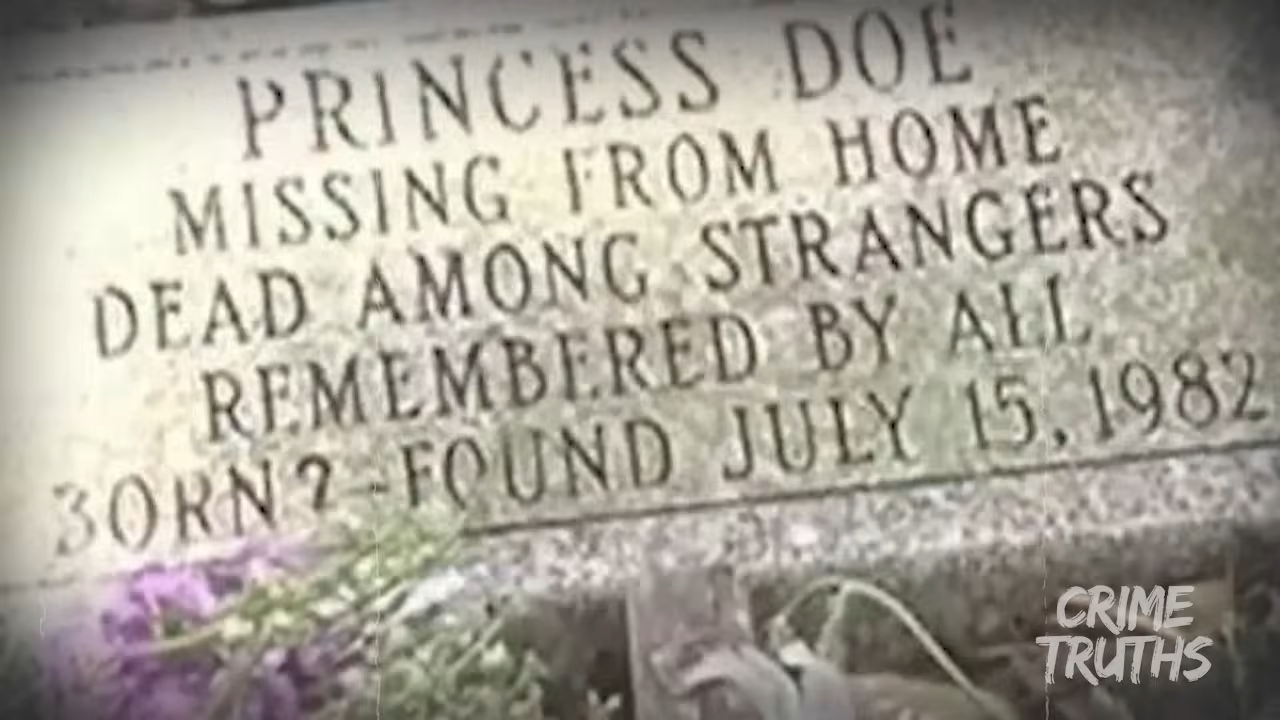 PRINCESS DOE
MISSING FROM HOME
DEAD AMONG STRANGERS
REMEMBERED BY ALL
BORN? - FOUND JULY 15, 1982
CRIME
TRUTHS